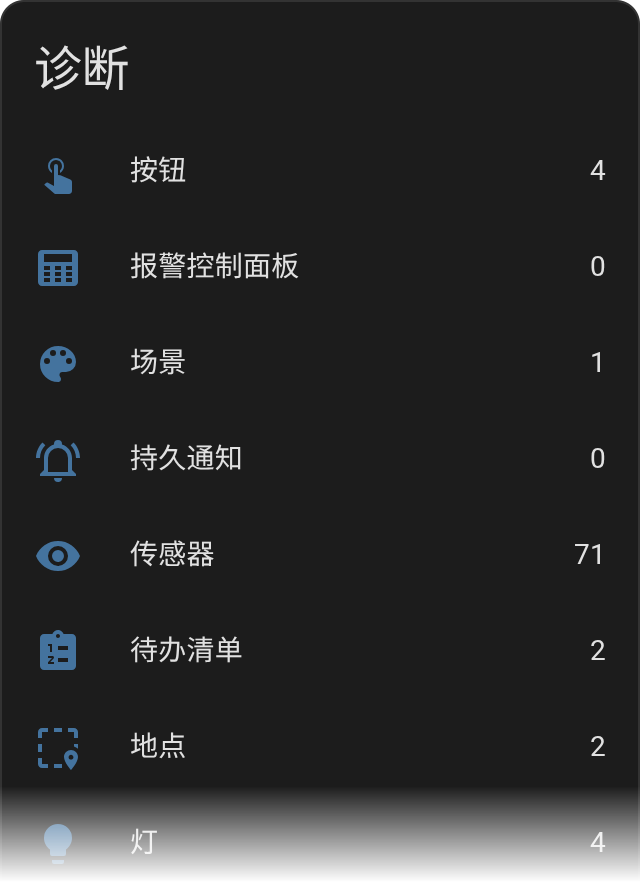 诊断
按钮 4
报警控制面板 0
场景 1
持久通知 0
传感器 71
待办清单 2
地点 2
灯 4